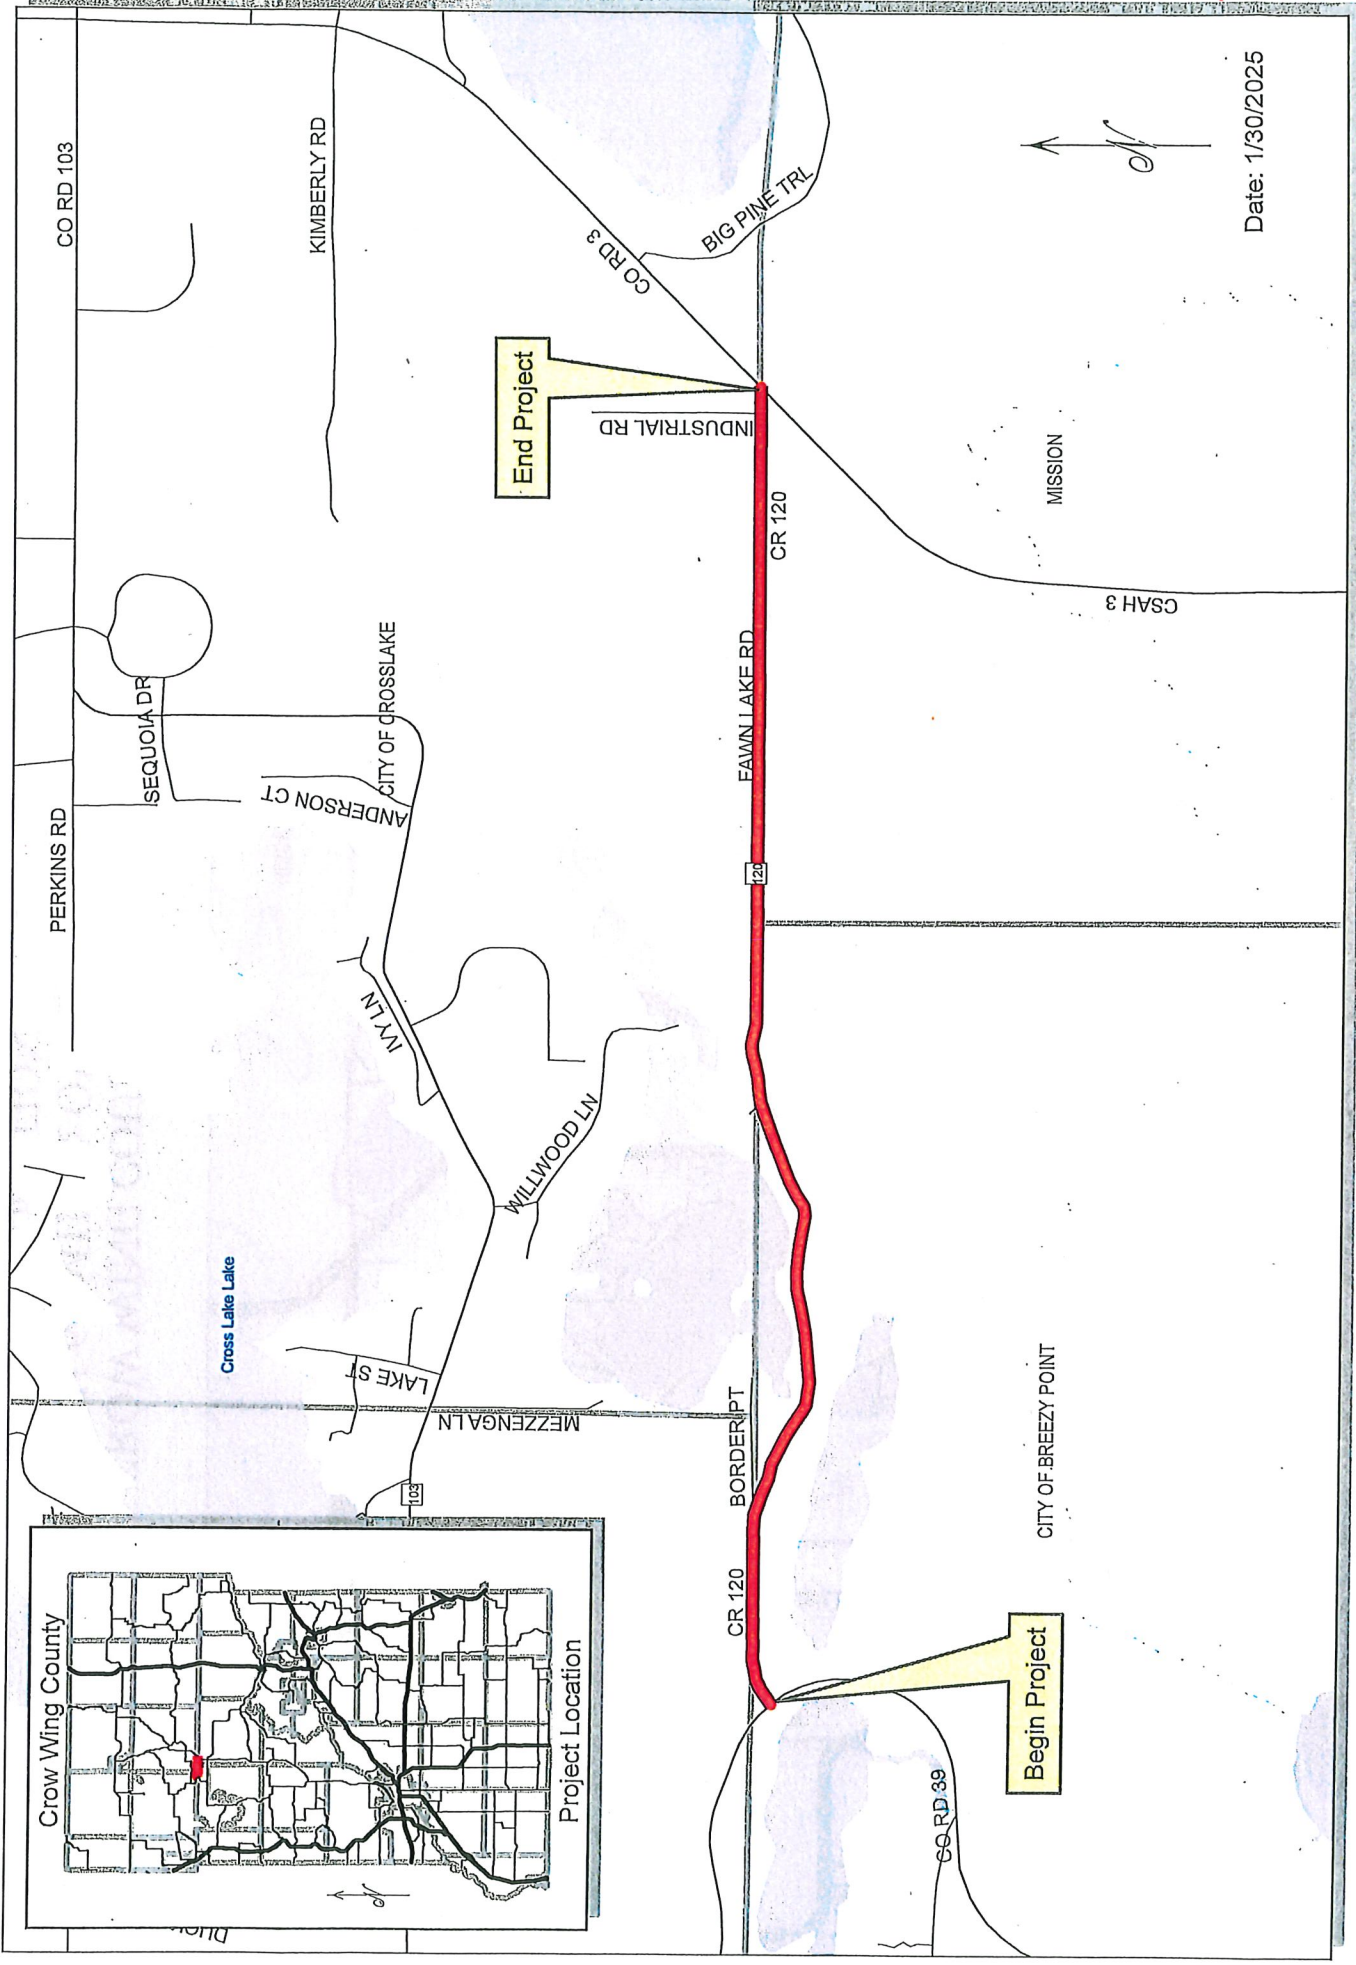 Crow Wing County
Project Location
DUCK
CO RD 103
PERKINS RD
KIMBERLY RD
SEQUOIA DR
CITY OF CROSSLAKE
ANDERSON CT
IVY LN
WILLWOOD LN
Cross Lake Lake
LAKE ST
MEZZENGA LN
103
BORDER PT
CR 120
120
FAWN LAKE RD
CR 120
INDUSTRIAL RD
End Project
CO RD 3
BIG PINE TRL
CO RD 39
Begin Project
CITY OF BREEZY POINT
MISSION
CSAH 3
N
N
Date: 1/30/2025